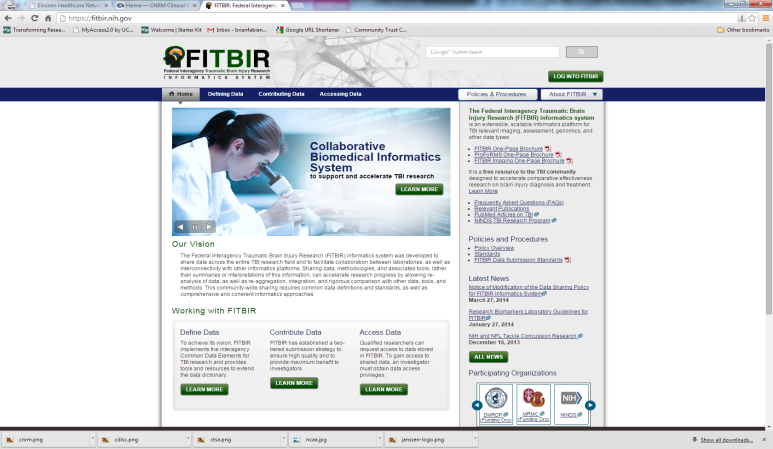 Einstein Healthcare Netw
Home — CNRM Clinical /
FITBIR: Federal Interagenc
https://fitbir.nih.gov
Transforming Resea...
MyAccess2.0 by UC...
Welcome | Starter Kit
M Inbox - brianfabian...
Google URL Shortener
Community Trust C...
Other bookmarks
FITBIR
Federal Interagency Traumatic Brain Injury Research
INFORMATICS SYSTEM
Google™ Custom Search
LOG INTO FITBIR
Home
Defining Data
Contributing Data
Accessing Data
Policies & Procedures
About FITBIR
Collaborative
Biomedical Informatics
System
to support and accelerate TBI research
LEARN MORE
Our Vision
The Federal Interagency Traumatic Brain Injury Research (FITBIR) informatics system was developed to
share data across the entire TBI research field and to facilitate collaboration between laboratories, as well as
interconnectivity with other informatics platforms. Sharing data, methodologies, and associated tools, rather
than summaries or interpretations of this information, can accelerate research progress by allowing re-
analysis of data, as well as re-aggregation, integration, and rigorous comparison with other data, tools, and
methods. This community-wide sharing requires common data definitions and standards, as well as
comprehensive and coherent informatics approaches.
Working with FITBIR
Define Data
To achieve its vision, FITBIR
implements the interagency
Common Data Elements for
TBI research and provides
tools and resources to extend
the data dictionary.
LEARN MORE
Contribute Data
FITBIR has established a two-
tiered submission strategy to
ensure high quality and to
provide maximum benefit to
investigators.
LEARN MORE
Access Data
Qualified researchers can
request access to data stored
in FITBIR. To gain access to
shared data, an investigator
must obtain data access
privileges.
LEARN MORE
The Federal Interagency Traumatic Brain
Injury Research (FITBIR) informatics system
is an extensible, scalable informatics platform for
TBI relevant imaging, assessment, genomics, and
other data types.
FITBIR One-Page Brochure
ProFoRMS One-Page Brochure
FITBIR Imaging One-Page Brochure
It is a free resource to the TBI community
designed to accelerate comparative effectiveness
research on brain injury diagnosis and treatment.
Learn More:
Frequently Asked Questions (FAQs)
Relevant Publications
PubMed Articles on TBI
NINDS TBI Research Program
Policies and Procedures
Policy Overview
Standards
FITBIR Data Submission Standards
Latest News
Notice of Modification of the Data Sharing Policy
for FITBIR Informatics System
March 27, 2014
Research Biomarkers Laboratory Guidelines for
FITBIR
January 27, 2014
NIH and NFL Tackle Concussion Research
December 16, 2013
ALL NEWS
Participating Organizations
DMRDP
(Funding Org)
MRMC
(Funding Org)
NIH
NINDS
cnrm.png
cdisc.png
ctsa.png
ncaa.jpg
janssen-logo.png
Show all downloads...